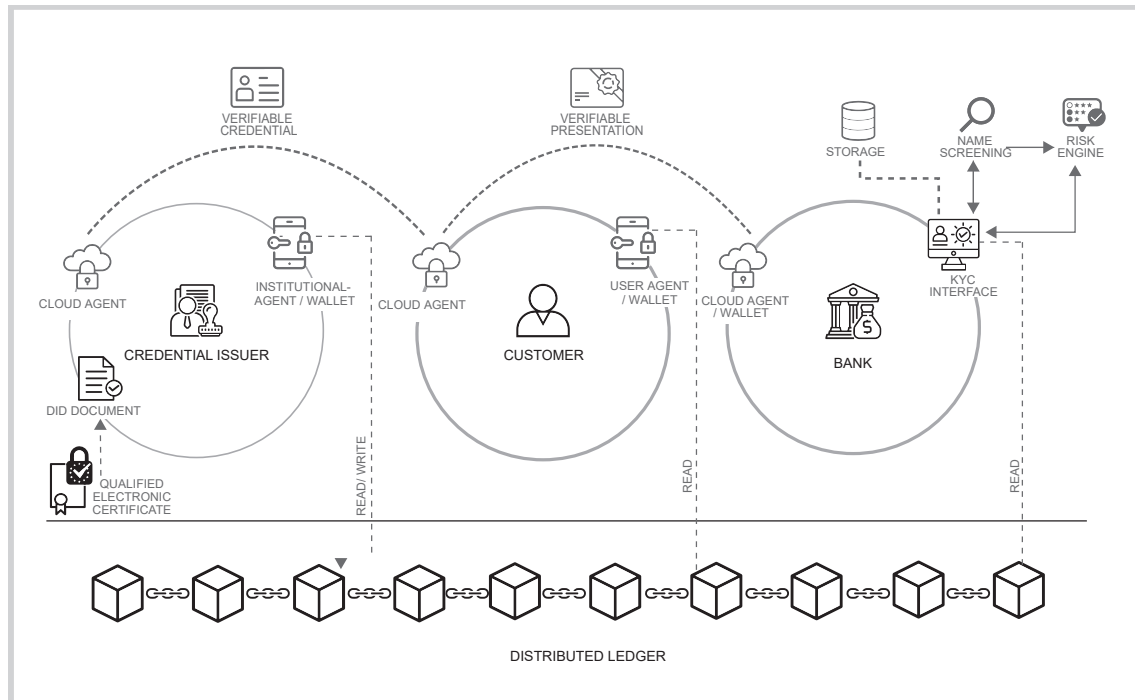 VERIFIABLE
CREDENTIAL
VERIFIABLE
PRESENTATION
STORAGE
NAME
SCREENING
RISK
ENGINE
CLOUD AGENT
INSTITUTIONAL-
AGENT / WALLET
CREDENTIAL ISSUER
DID DOCUMENT
QUALIFIED
ELECTRONIC
CERTIFICATE
READ/ WRITE
CLOUD AGENT
USER AGENT
/ WALLET
CUSTOMER
READ
CLOUD AGENT
/ WALLET
$
BANK
KYC
INTERFACE
READ
DISTRIBUTED LEDGER